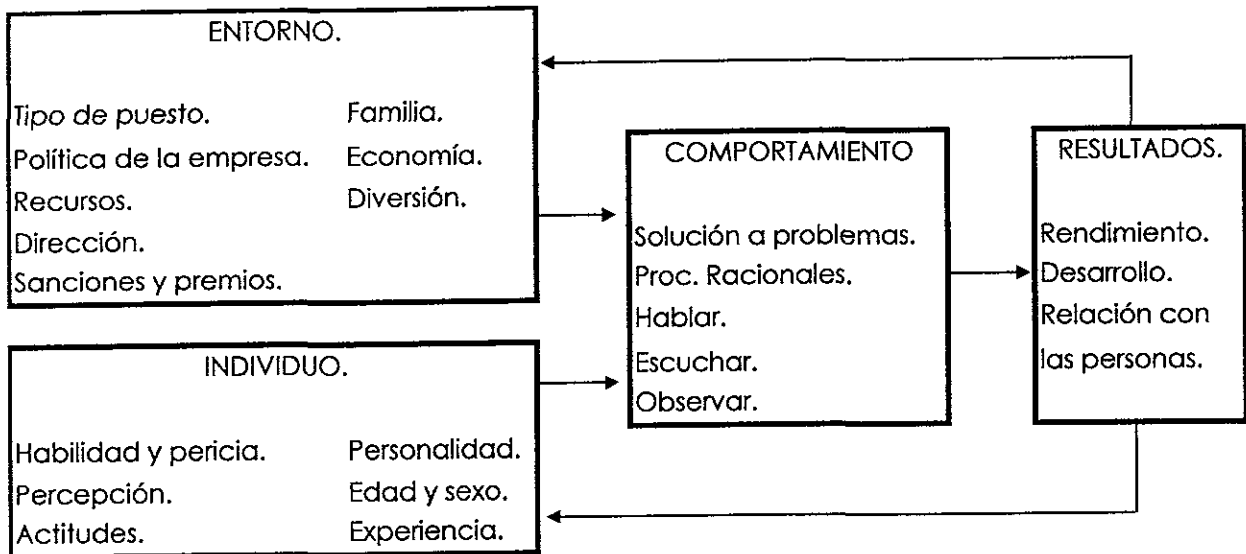 ENTORNO.
Tipo de puesto. Familia.
Política de la empresa. Economía.
Recursos. Diversión.
Dirección.
Sanciones y premios.
INDIVIDUO.
Habilidad y pericia. Personalidad.
Percepción. Edad y sexo.
Actitudes. Experiencia.
COMPORTAMIENTO
Solución a problemas.
Proc. Racionales.
Hablar.
Escuchar.
Observar.
RESULTADOS.
Rendimiento.
Desarrollo.
Relación con
las personas.